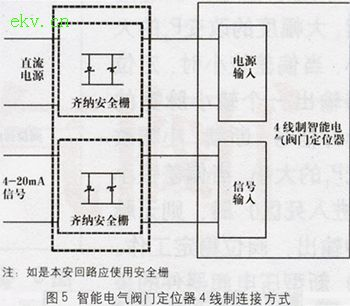 ekv.cn
直流
电源
齐纳安全栅
电源
输入
4线制智能电
气阀门定位器
4-20mA
信号
齐纳安全栅
信号
输入
注：如是本安回路应使用安全栅
图5 智能电气阀门定位器4线制连接方式